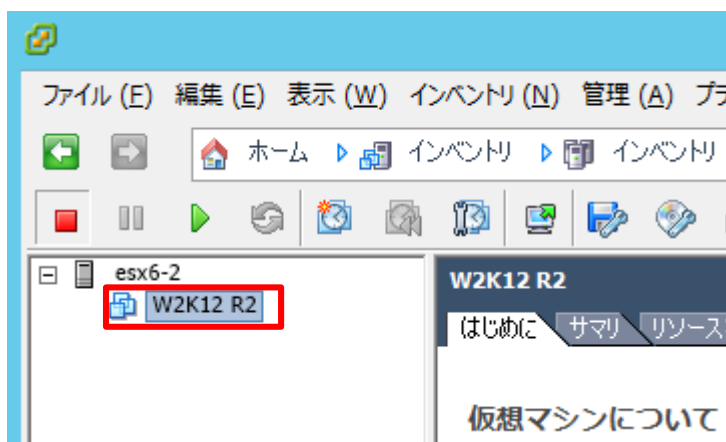 ファイル (F) 編集 (E) 表示 (W) インベントリ (N) 管理 (A) プ
ホーム インベントリ インベントリ
esx6-2
W2K12 R2
W2K12 R2
はじめに サマリ リソース
仮想マシンについて